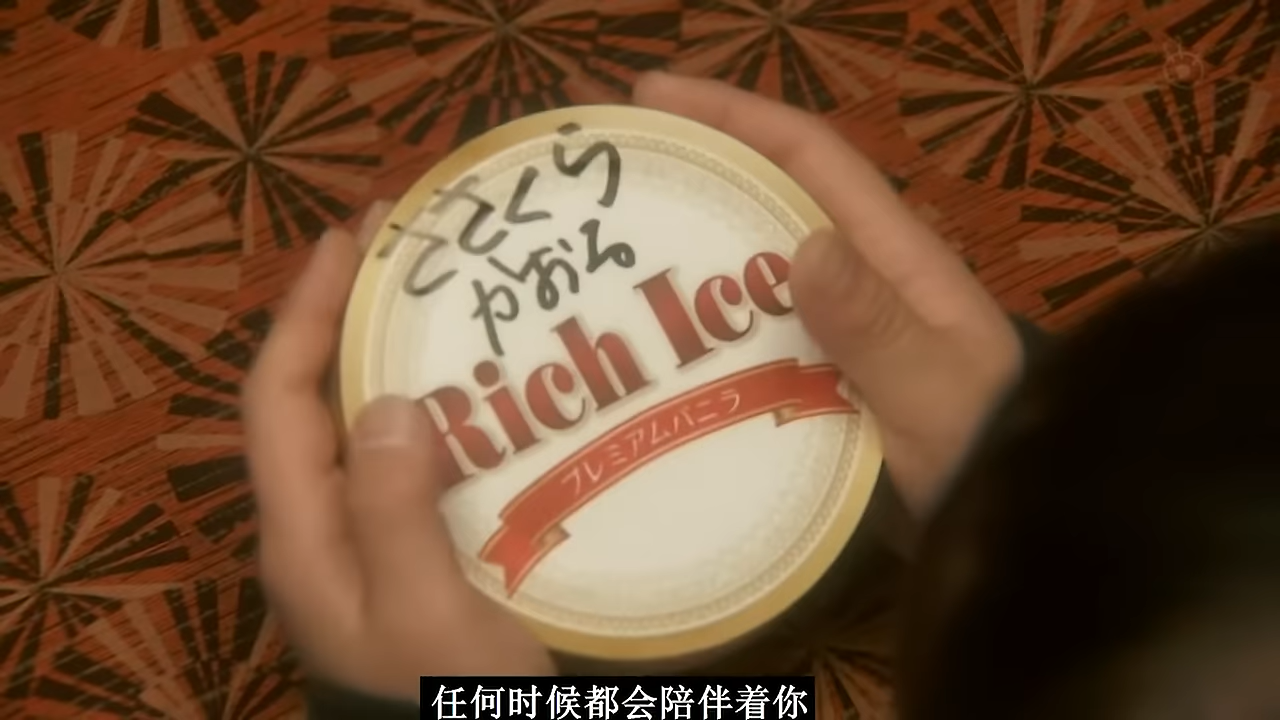 ささくら
かおる
Rich Ice
プレミアムバニラ
任何时候都会陪伴着你